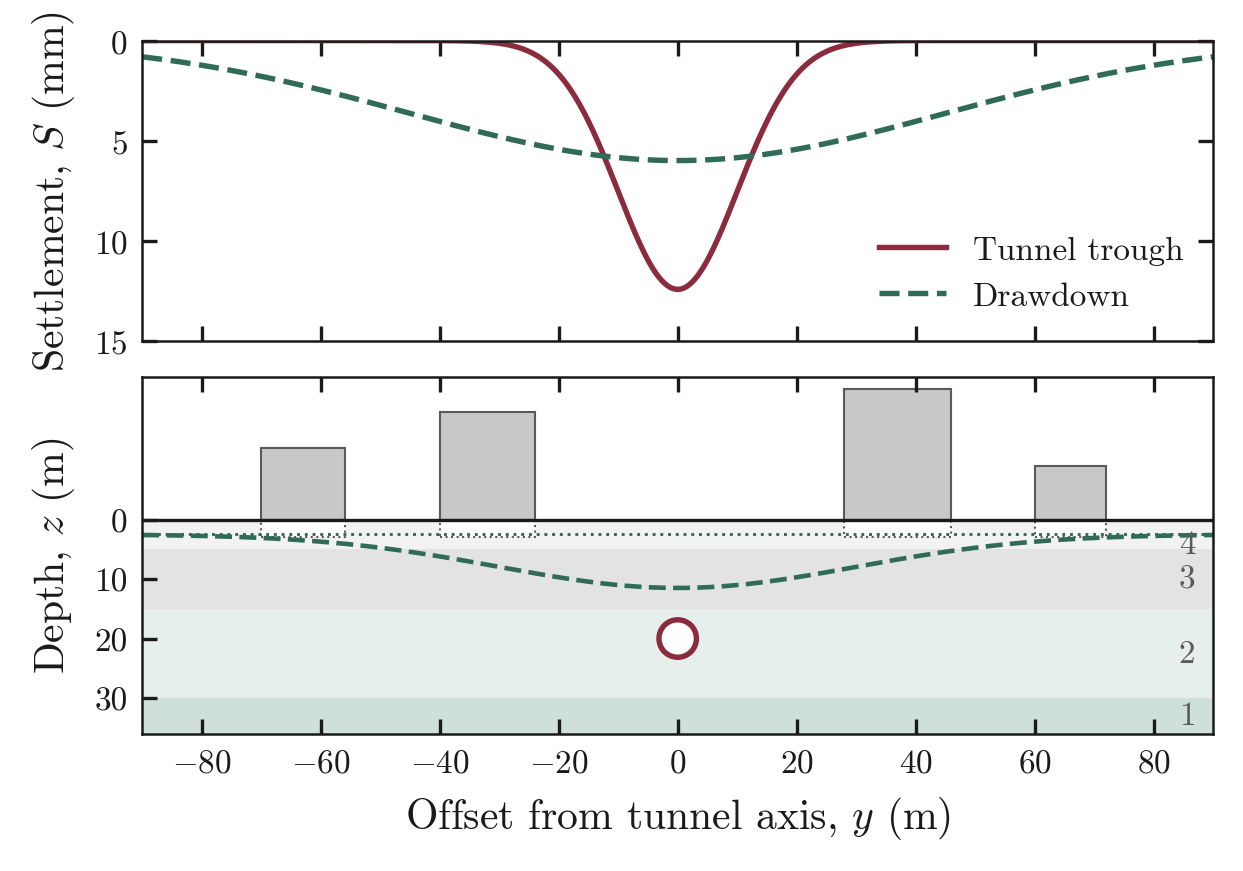 0
5
10
15
Settlement, S (mm)
Tunnel trough
Drawdown
0
10
20
30
Depth, z (m)
4
3
2
1
−80 −60 −40 −20 0 20 40 60 80
Offset from tunnel axis, y (m)